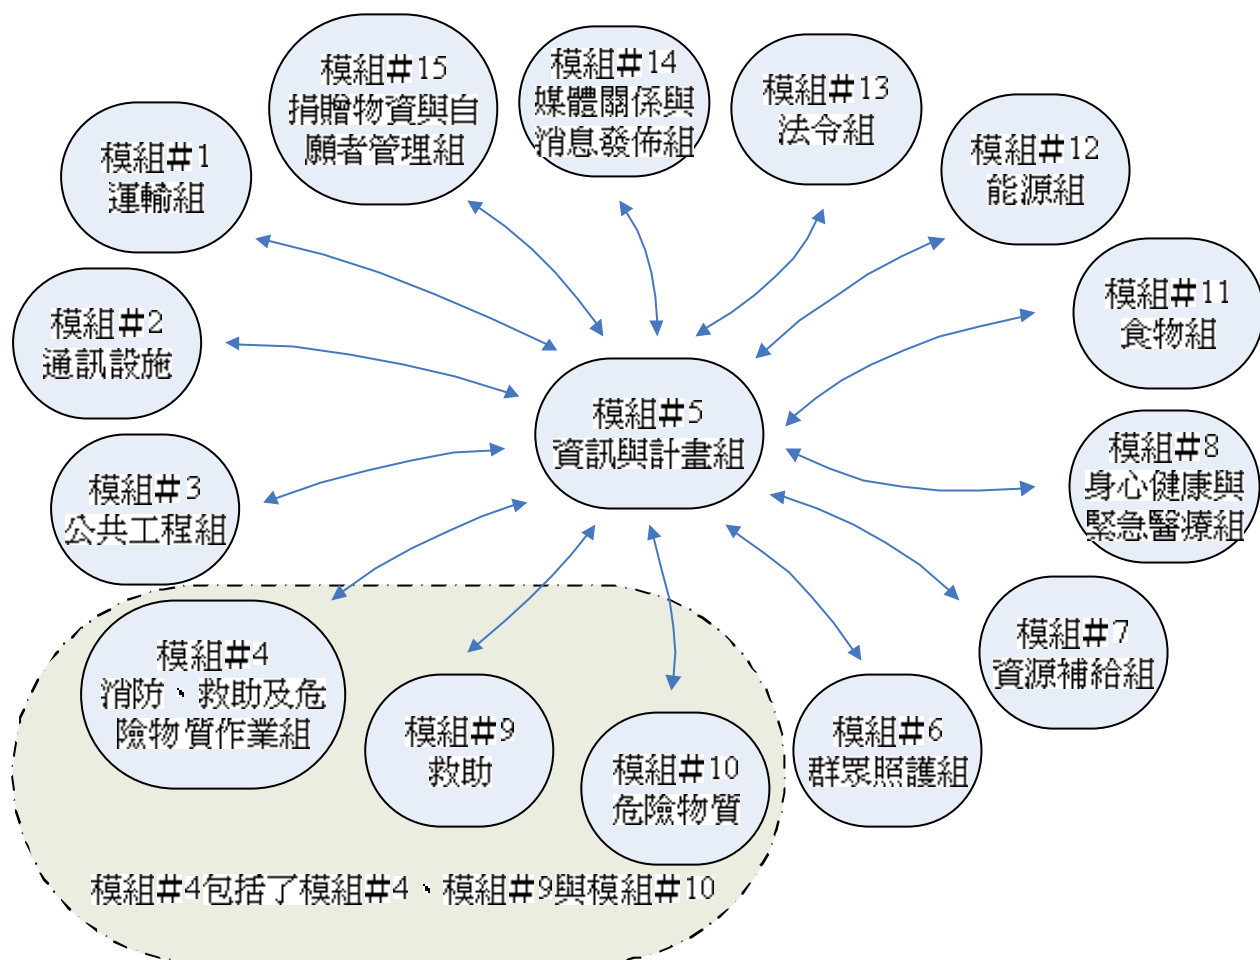 模組#15
捐贈物資與自
願者管理組
模組#14
媒體關係與
消息發佈組
模組#13
法令組
模組#12
能源組
模組#1
運輸組
模組#11
食物組
模組#2
通訊設施
模組#5
資訊與計畫組
模組#8
身心健康與
緊急醫療組
模組#3
公共工程組
模組#7
資源補給組
模組#4
消防、救助及危
險物質作業組
模組#9
救助
模組#10
危險物質
模組#6
群眾照護組
模組#4包括了模組#4、模組#9與模組#10